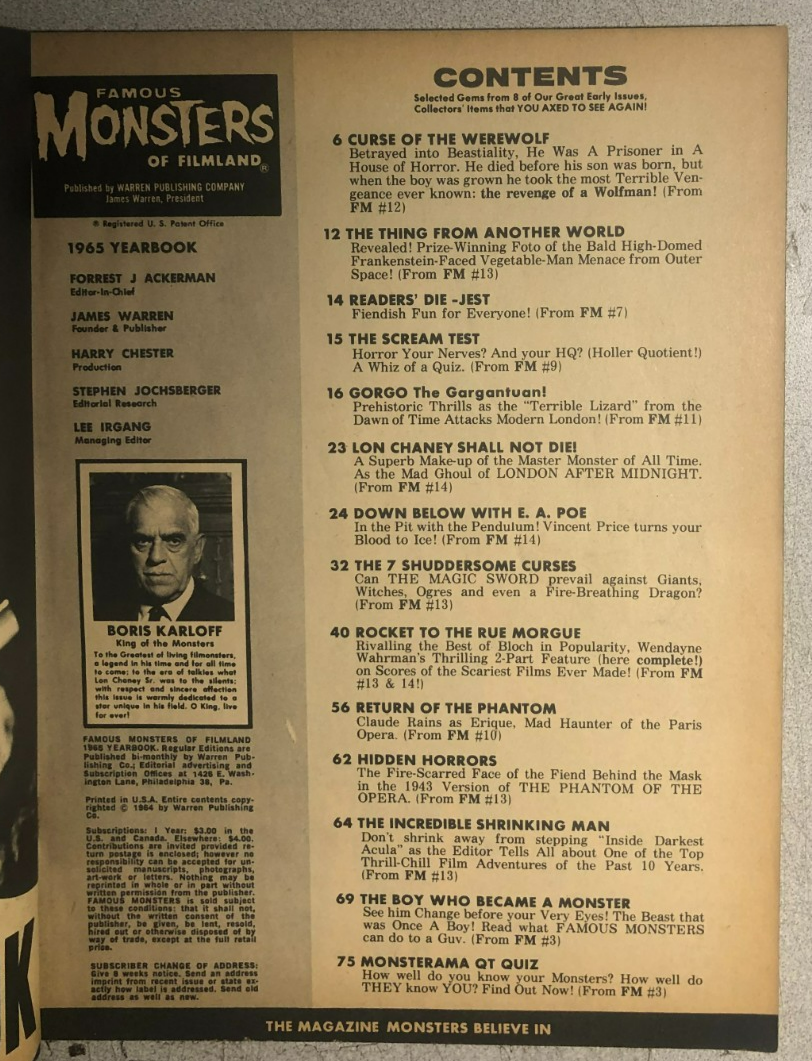 FAMOUS
MONSTERS
OF FILMLAND®
Published by WARREN PUBLISHING COMPANY
James Warren, President
® Registered U. S. Patent Office
1965 YEARBOOK
FORREST J ACKERMAN
Editor-In-Chief
JAMES WARREN
Founder & Publisher
HARRY CHESTER
Production
STEPHEN JOCHSBERGER
Editorial Research
LEE IRGANG
Managing Editor
BORIS KARLOFF
King of the Monsters
To the Greatest of living filmonsters,
a legend in his time and for all time
to come; to the era of talkies what
Lon Chaney Sr. was to the silents;
with respect and sincere affection
this issue is warmly dedicated to a
star unique in his field. O King, live
for ever!
FAMOUS MONSTERS OF FILMLAND
1965 YEARBOOK. Regular Editions are
Published bi-monthly by Warren Pub-
lishing Co.; Editorial advertising and
Subscription Offices at 1426 E. Wash-
ington Lane, Philadelphia 38, Pa.
Printed in U.S.A. Entire contents copy-
righted © 1964 by Warren Publishing
Co.
Subscriptions: 1 Year: $3.00 in the
U.S. and Canada. Elsewhere: $4.00.
Contributions are invited provided re-
turn postage is enclosed; however no
responsibility can be accepted for un-
solicited manuscripts, photographs,
art-work or letters. Nothing may be
reprinted in whole or in part without
written permission from the publisher.
FAMOUS MONSTERS is sold subject
to these conditions: that it shall not,
without the written consent of the
publisher, be given, be lent, resold,
hired out or otherwise disposed of by
way of trade, except at the full retail
price.
SUBSCRIBER CHANGE OF ADDRESS:
Give 8 weeks notice. Send an address
imprint from recent issue or state ex-
actly how label is addressed. Send old
address as well as new.
CONTENTS
Selected Gems from 8 of Our Great Early Issues,
Collectors' Items that YOU AXED TO SEE AGAIN!
6 CURSE OF THE WEREWOLF
Betrayed into Beastiality, He Was A Prisoner in A
House of Horror. He died before his son was born, but
when the boy was grown he took the most Terrible Ven-
geance ever known: the revenge of a Wolfman! (From
FM #12)
12 THE THING FROM ANOTHER WORLD
Revealed! Prize-Winning Foto of the Bald High-Domed
Frankenstein-Faced Vegetable-Man Menace from Outer
Space! (From FM #13)
14 READERS' DIE -JEST
Fiendish Fun for Everyone! (From FM #7)
15 THE SCREAM TEST
Horror Your Nerves? And your HQ? (Holler Quotient!)
A Whiz of a Quiz. (From FM #9)
16 GORGO The Gargantuan!
Prehistoric Thrills as the "Terrible Lizard" from the
Dawn of Time Attacks Modern London! (From FM #11)
23 LON CHANEY SHALL NOT DIE!
A Superb Make-up of the Master Monster of All Time.
As the Mad Ghoul of LONDON AFTER MIDNIGHT.
(From FM #14)
24 DOWN BELOW WITH E. A. POE
In the Pit with the Pendulum! Vincent Price turns your
Blood to Ice! (From FM #14)
32 THE 7 SHUDDERSOME CURSES
Can THE MAGIC SWORD prevail against Giants,
Witches, Ogres and even a Fire-Breathing Dragon?
(From FM #13)
40 ROCKET TO THE RUE MORGUE
Rivalling the Best of Bloch in Popularity, Wendayne
Wahrman's Thrilling 2-Part Feature (here complete!)
on Scores of the Scariest Films Ever Made! (From FM
#13 & 14!)
56 RETURN OF THE PHANTOM
Claude Rains as Erique, Mad Haunter of the Paris
Opera. (From FM #10)
62 HIDDEN HORRORS
The Fire-Scarred Face of the Fiend Behind the Mask
in the 1943 Version of THE PHANTOM OF THE
OPERA. (From FM #13)
64 THE INCREDIBLE SHRINKING MAN
Don't shrink away from stepping "Inside Darkest
Acula" as the Editor Tells All about One of the Top
Thrill-Chill Film Adventures of the Past 10 Years.
(From FM #13)
69 THE BOY WHO BECAME A MONSTER
See him Change before your Very Eyes! The Beast that
was Once A Boy! Read what FAMOUS MONSTERS
can do to a Guy. (From FM #3)
75 MONSTERAMA QT QUIZ
How well do you know your Monsters? How well do
THEY know YOU? Find Out Now! (From FM #3)
THE MAGAZINE MONSTERS BELIEVE IN
K